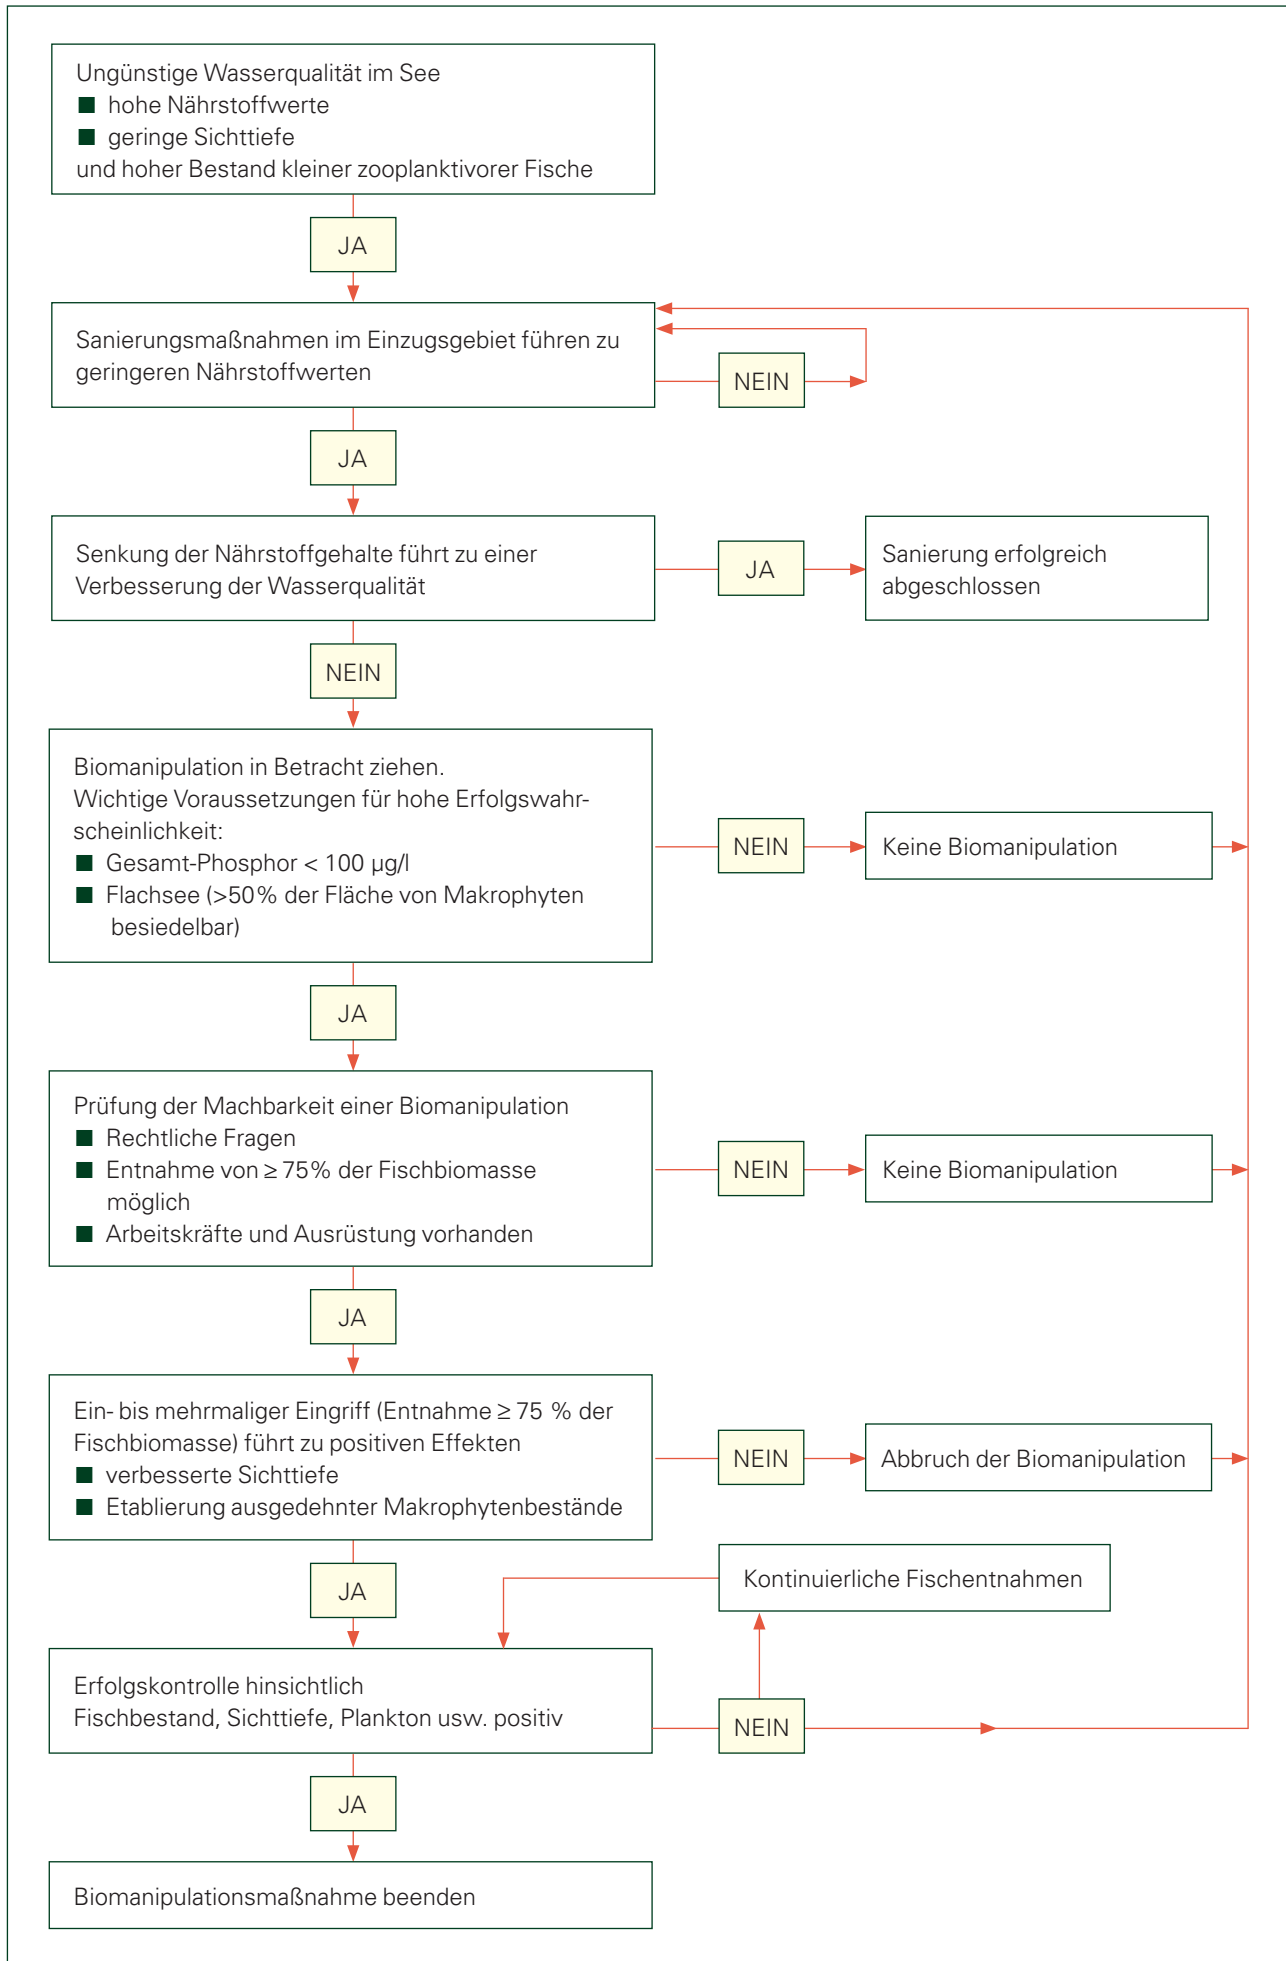 Ungünstige Wasserqualität im See
■ hohe Nährstoffwerte
■ geringe Sichttiefe
und hoher Bestand kleiner zooplanktivorer Fische
JA
Sanierungsmaßnahmen im Einzugsgebiet führen zu
geringeren Nährstoffwerten
NEIN
JA
Senkung der Nährstoffgehalte führt zu einer
Verbesserung der Wasserqualität
JA
Sanierung erfolgreich
abgeschlossen
NEIN
Biomanipulation in Betracht ziehen.
Wichtige Voraussetzungen für hohe Erfolgswahr-
scheinlichkeit:
■ Gesamt-Phosphor < 100 µg/l
■ Flachsee (>50% der Fläche von Makrophyten
besiedelbar)
NEIN
Keine Biomanipulation
JA
Prüfung der Machbarkeit einer Biomanipulation
■ Rechtliche Fragen
■ Entnahme von ≥ 75% der Fischbiomasse
möglich
■ Arbeitskräfte und Ausrüstung vorhanden
NEIN
Keine Biomanipulation
JA
Ein- bis mehrmaliger Eingriff (Entnahme ≥ 75 % der
Fischbiomasse) führt zu positiven Effekten
■ verbesserte Sichttiefe
■ Etablierung ausgedehnter Makrophytenbestände
NEIN
Abbruch der Biomanipulation
JA
Kontinuierliche Fischentnahmen
Erfolgskontrolle hinsichtlich
Fischbestand, Sichttiefe, Plankton usw. positiv
NEIN
JA
Biomanipulationsmaßnahme beenden